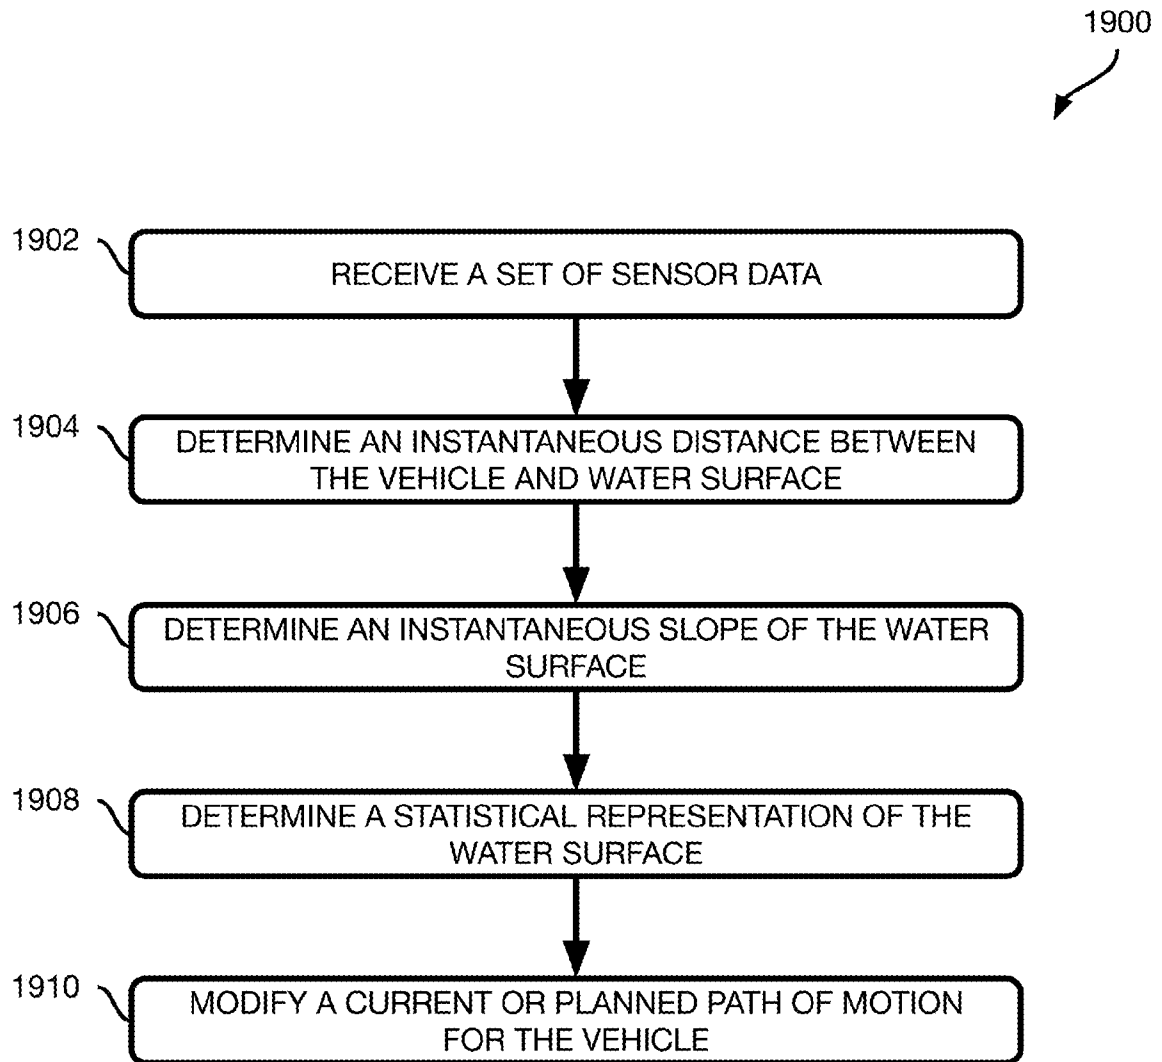 1900
1902
RECEIVE A SET OF SENSOR DATA
1904
DETERMINE AN INSTANTANEOUS DISTANCE BETWEEN
THE VEHICLE AND WATER SURFACE
1906
DETERMINE AN INSTANTANEOUS SLOPE OF THE WATER
SURFACE
1908
DETERMINE A STATISTICAL REPRESENTATION OF THE
WATER SURFACE
1910
MODIFY A CURRENT OR PLANNED PATH OF MOTION
FOR THE VEHICLE